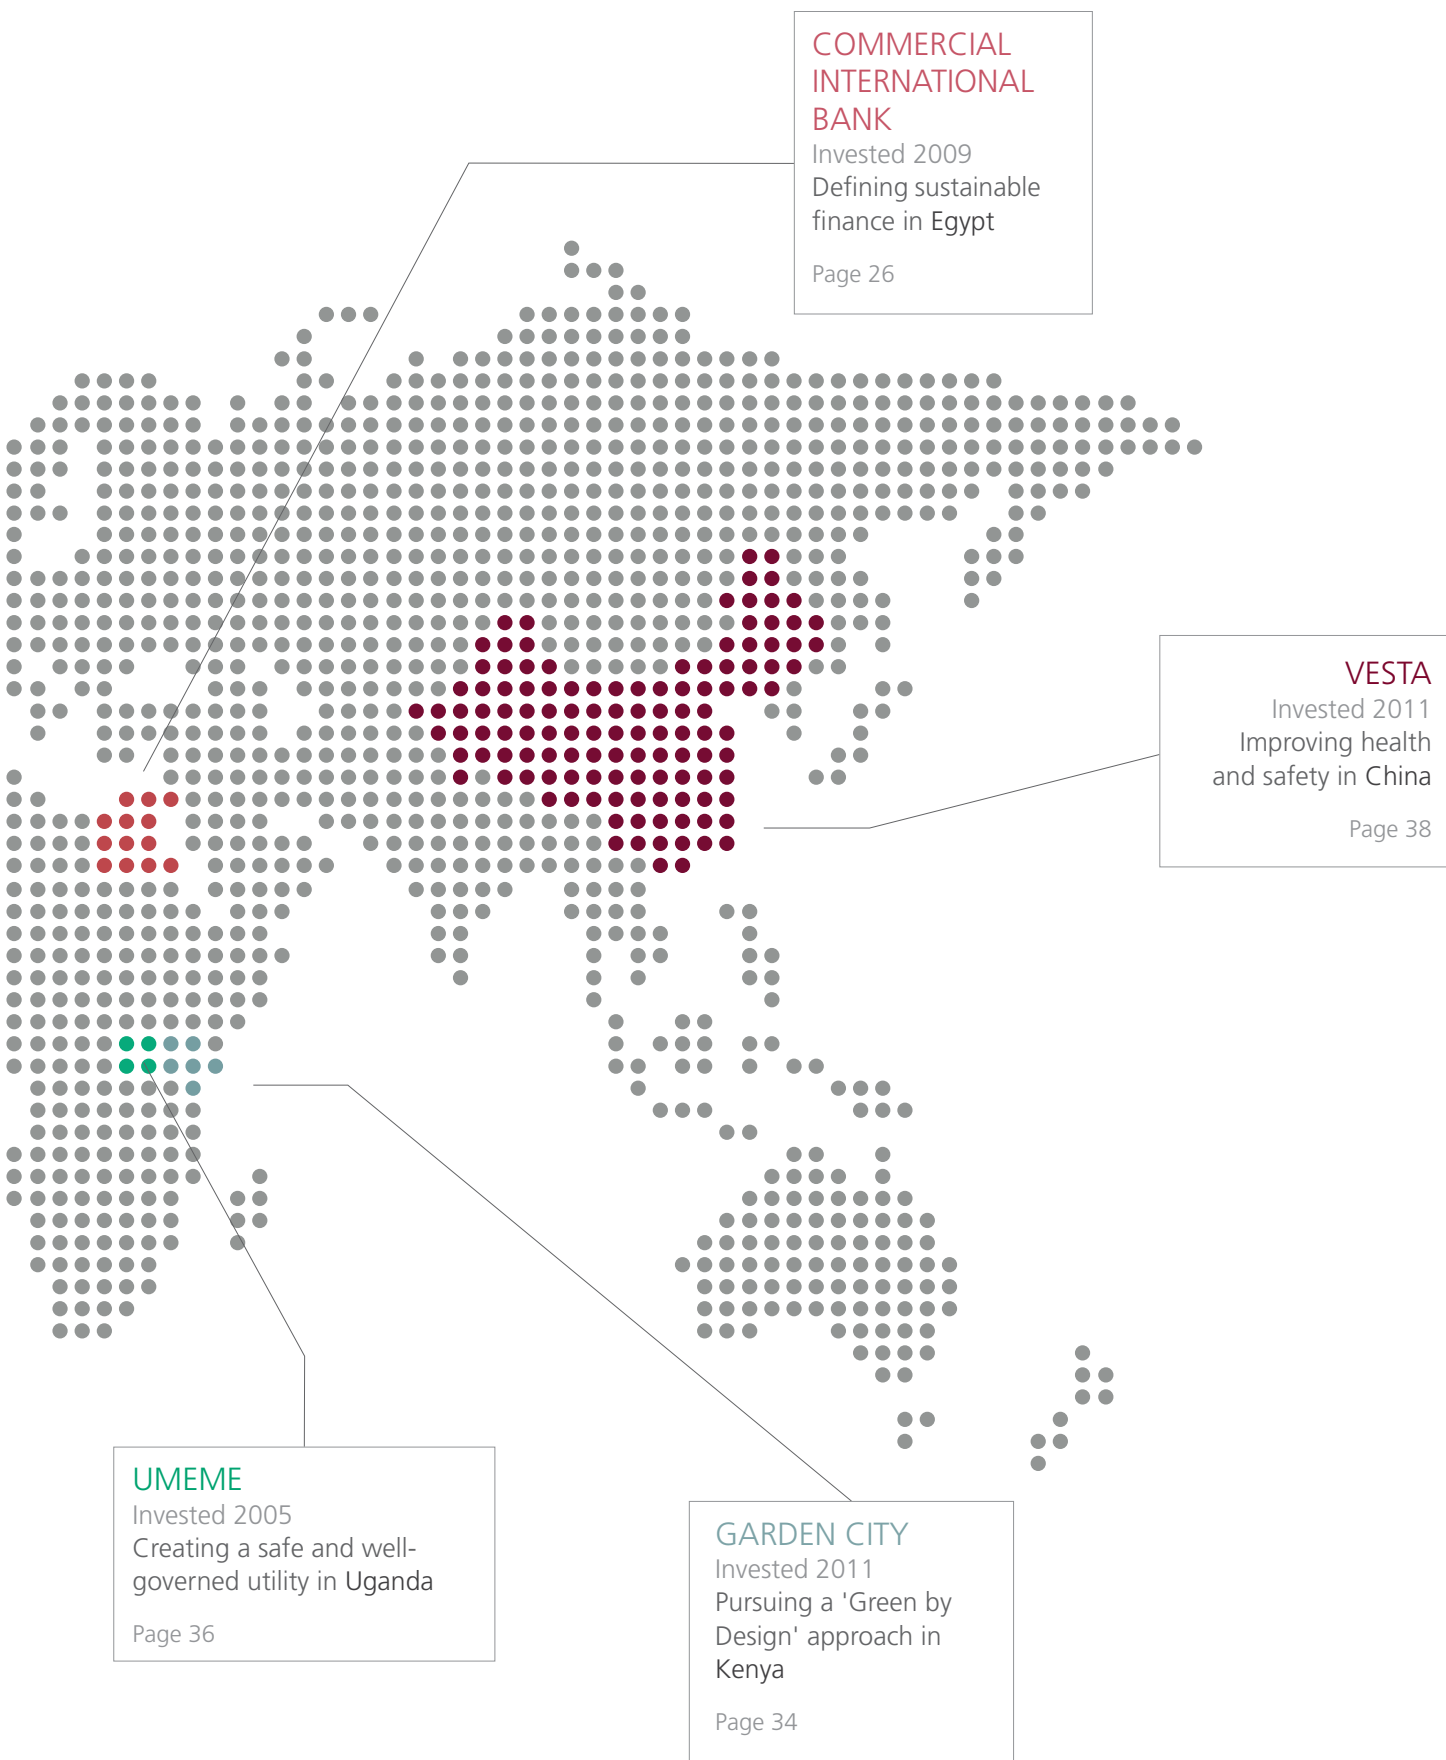 COMMERCIAL
INTERNATIONAL
BANK
Invested 2009
Defining sustainable
finance in Egypt
Page 26
VESTA
Invested 2011
Improving health
and safety in China
Page 38
UMEME
Invested 2005
Creating a safe and well-
governed utility in Uganda
Page 36
GARDEN CITY
Invested 2011
Pursuing a 'Green by
Design' approach in
Kenya
Page 34